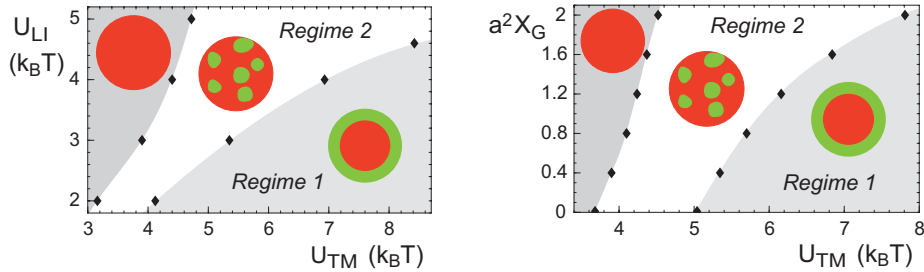 U_LI
(k_BT)
5
4
3
2
3 4 5 6 7 8
U_TM (k_BT)
Regime 2
Regime 1
a²X_G
2
1.6
1.2
0.8
0.4
0
4 5 6 7 8
U_TM (k_BT)
Regime 2
Regime 1